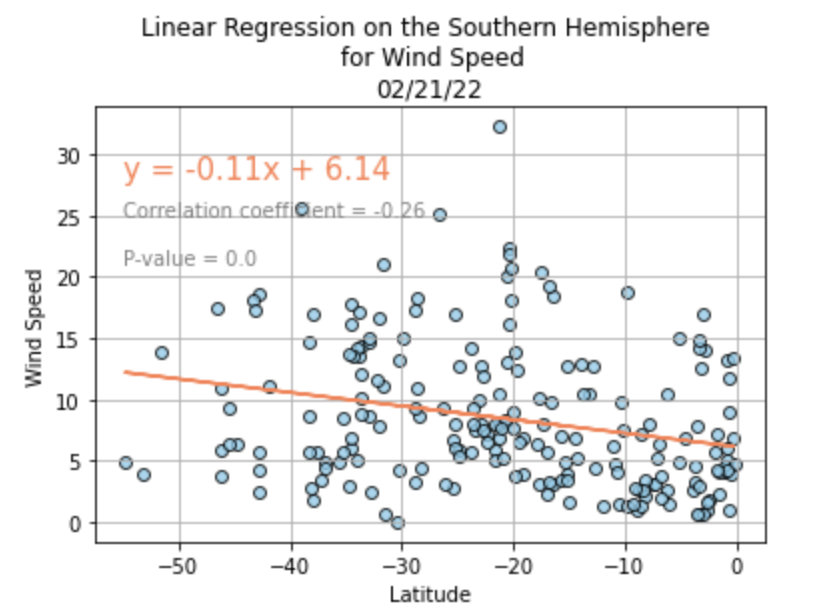 Linear Regression on the Southern Hemisphere
for Wind Speed
02/21/22
y = -0.11x + 6.14
Correlation coefficient = -0.26
P-value = 0.0
Wind Speed
30
25
20
15
10
5
0
−50 −40 −30 −20 −10 0
Latitude